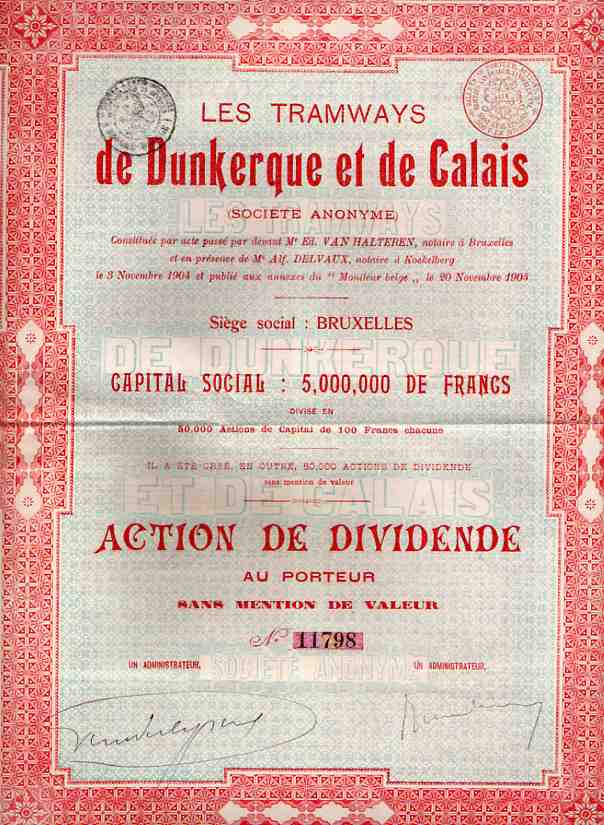 LES TRAMWAYS
de Dunkerque et de Calais
LES TRAMWAYS
(SOCIÉTÉ ANONYME)
Constituée par acte passé par devant Mᵉ Ed. VAN HALTEREN, notaire à Bruxelles
et en présence de Mᵉ Alf. DELVAUX, notaire à Koekelberg
le 3 Novembre 1904 et publié aux annexes du " Moniteur belge „ le 20 Novembre 1904
Siège social : BRUXELLES
DE DUNKERQUE
CAPITAL SOCIAL : 5,000,000 DE FRANCS
DIVISÉ EN
50,000 Actions de Capital de 100 Francs chacune
IL A ÉTÉ CRÉÉ, EN OUTRE, 50,000 ACTIONS DE DIVIDENDE
sans mention de valeur
ET DE CALAIS
ACTION DE DIVIDENDE
AU PORTEUR
SANS MENTION DE VALEUR
Nº 11798
UN ADMINISTRATEUR, UN ADMINISTRATEUR,
SOCIÉTÉ ANONYME